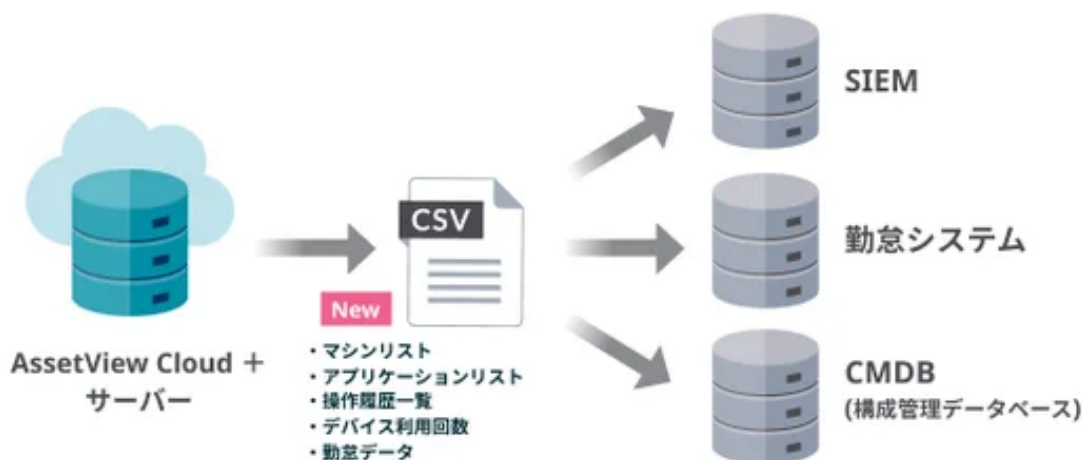 AssetView Cloud ＋
サーバー
CSV
New
・マシンリスト
・アプリケーションリスト
・操作履歴一覧
・デバイス利用回数
・勤怠データ
SIEM
勤怠システム
CMDB
(構成管理データベース)